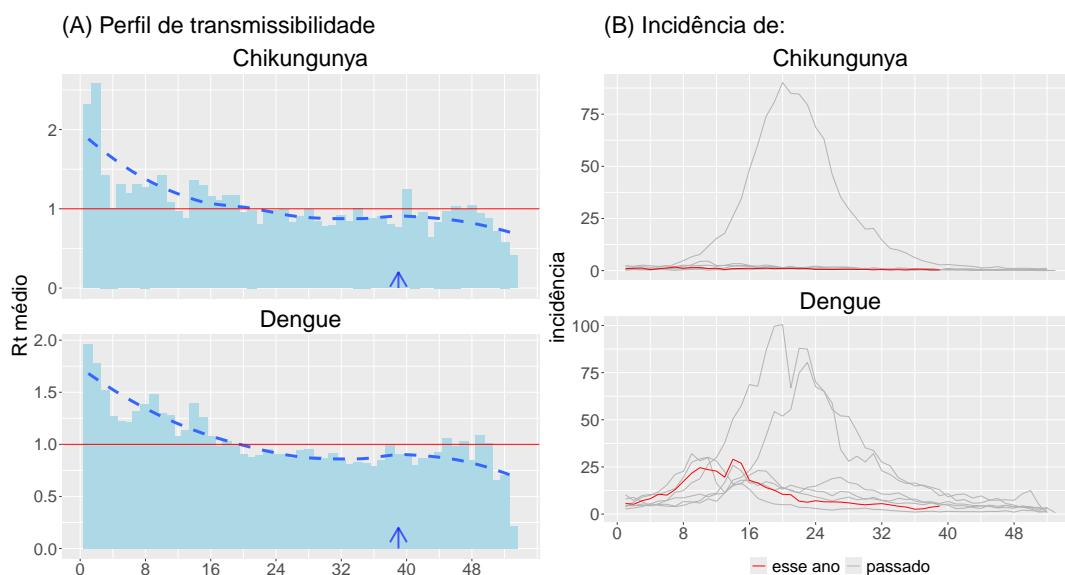 (A) Perfil de transmissibilidade
Chikungunya
2
1
0
Dengue
2.0
1.5
1.0
0.5
0.0
Rt médio
0 8 16 24 32 40 48
(B) Incidência de:
Chikungunya
75
50
25
0
Dengue
100
75
50
25
0
incidência
0 8 16 24 32 40 48
esse ano passado